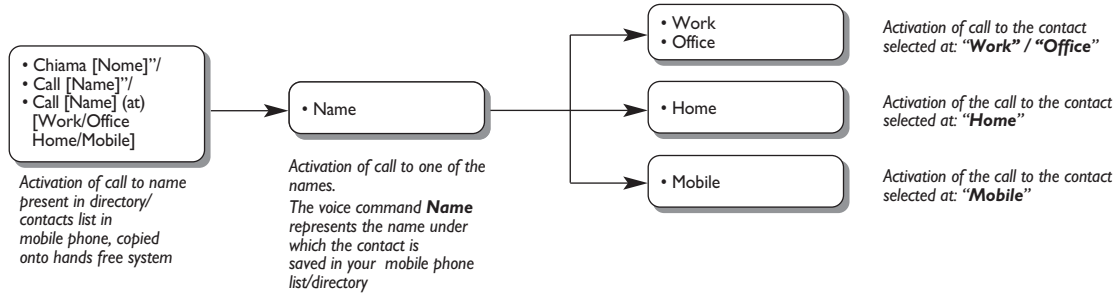 • Chiama [Nome]”/
• Call [Name]”/
• Call [Name] (at)
[Work/Office
Home/Mobile]
Activation of call to name
present in directory/
contacts list in
mobile phone, copied
onto hands free system
• Name
Activation of call to one of the
names.
The voice command Name
represents the name under
which the contact is
saved in your mobile phone
list/directory
• Work
• Office
Activation of call to the contact
selected at: “Work” / “Office”
• Home
Activation of the call to the contact
selected at: “Home”
• Mobile
Activation of the call to the contact
selected at: “Mobile”